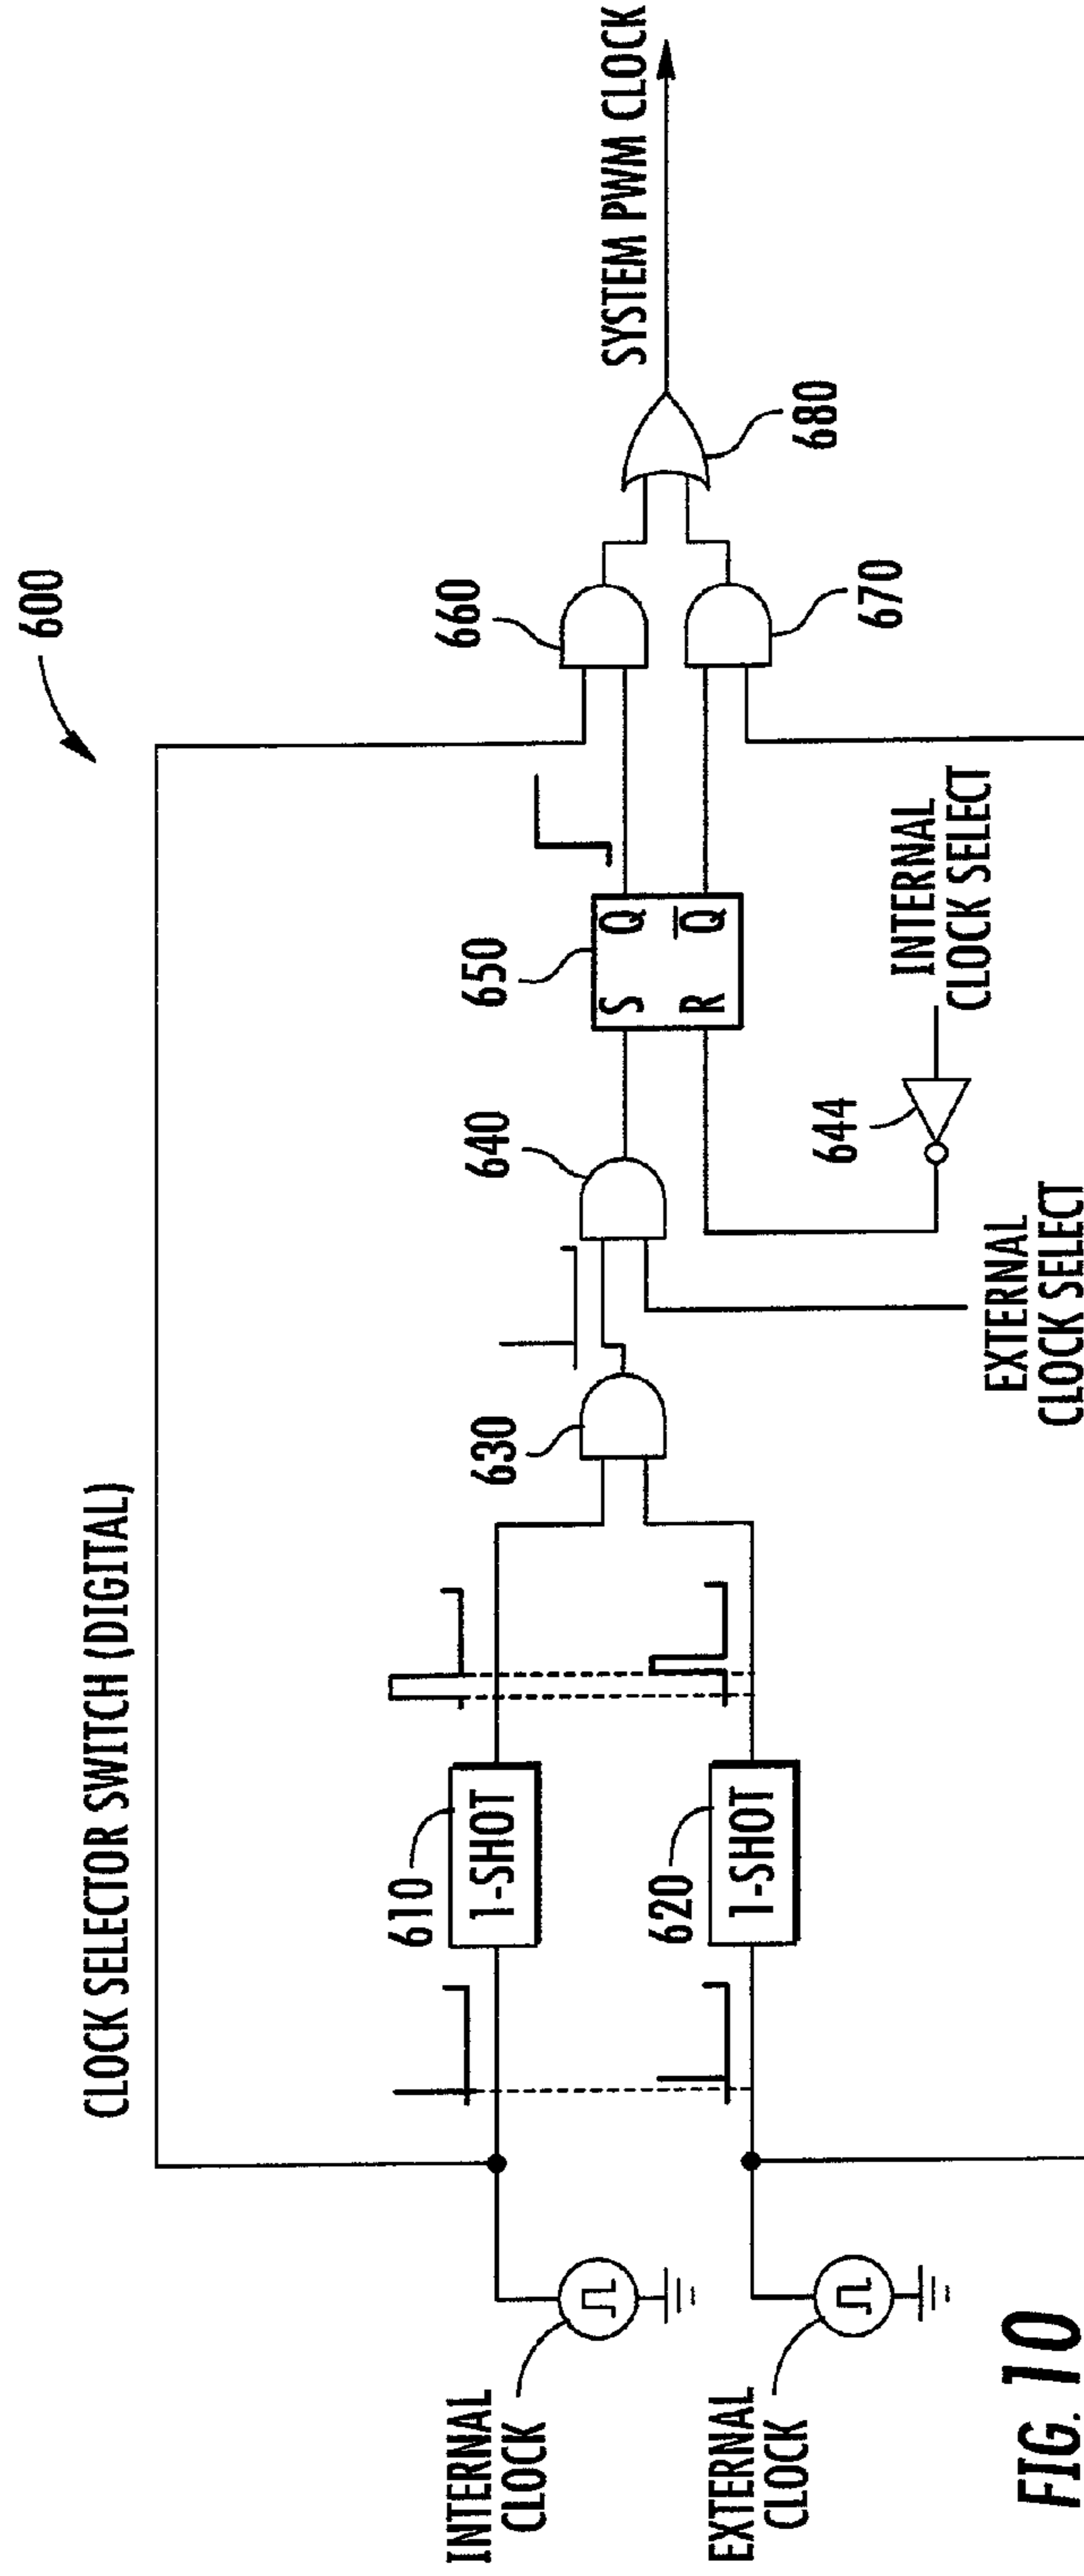 CLOCK SELECTOR SWITCH (DIGITAL)
600
INTERNAL
CLOCK
610
1-SHOT
EXTERNAL
CLOCK
620
1-SHOT
630
640
EXTERNAL
CLOCK SELECT
650
S Q
R Q̅
644
INTERNAL
CLOCK SELECT
660
670
680
SYSTEM PWM CLOCK
FIG. 10